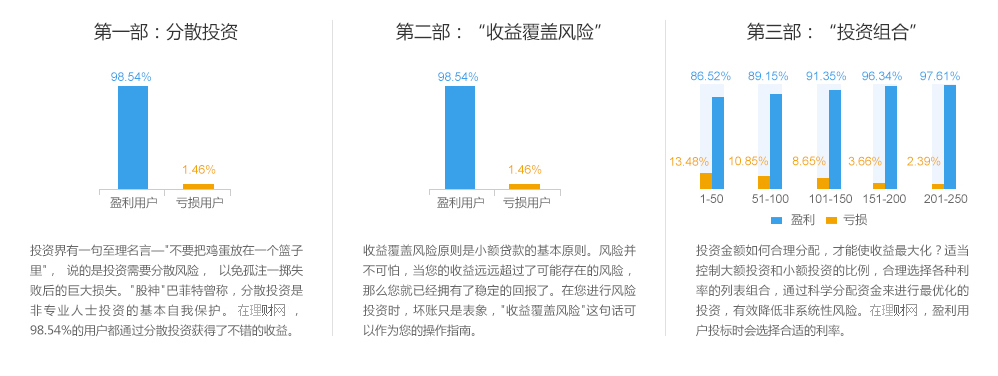 第一部：分散投资
98.54%
1.46%
盈利用户 亏损用户
投资界有一句至理名言—"不要把鸡蛋放在一个篮子
里"， 说的是投资需要分散风险， 以免孤注一掷失
败后的巨大损失。"股神"巴菲特曾称，分散投资是
非专业人士投资的基本自我保护。在理财网，
98.54%的用户都通过分散投资获得了不错的收益。
第二部：“收益覆盖风险”
98.54%
1.46%
盈利用户 亏损用户
收益覆盖风险原则是小额贷款的基本原则。风险并
不可怕，当您的收益远远超过了可能存在的风险，
那么您就已经拥有了稳定的回报了。在您进行风险
投资时，坏账只是表象，"收益覆盖风险"这句话可
以作为您的操作指南。
第三部：“投资组合”
86.52% 89.15% 91.35% 96.34% 97.61%
13.48% 10.85% 8.65% 3.66% 2.39%
1-50 51-100 101-150 151-200 201-250
盈利 亏损
投资金额如何合理分配，才能使收益最大化？适当
控制大额投资和小额投资的比例，合理选择各种利
率的列表组合，通过科学分配资金来进行最优化的
投资，有效降低非系统性风险。在理财网，盈利用
户投标时会选择合适的利率。